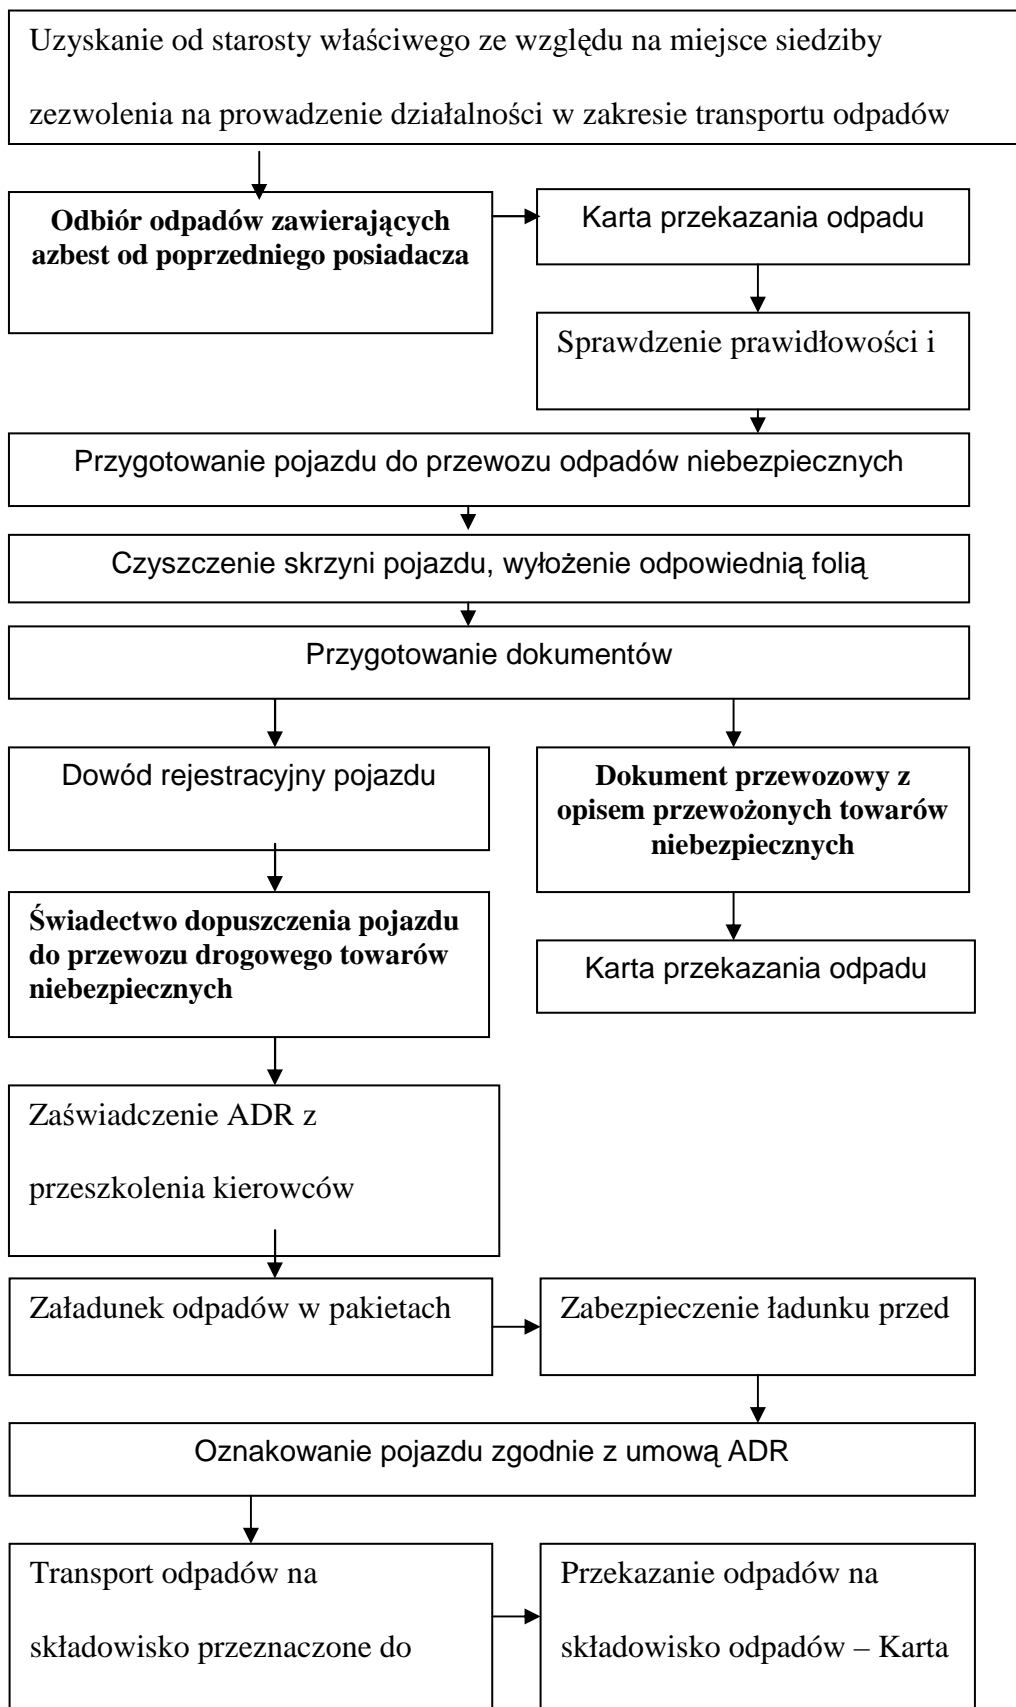 Uzyskanie od starosty właściwego ze względu na miejsce siedziby
zezwolenia na prowadzenie działalności w zakresie transportu odpadów
Odbiór odpadów zawierających
azbest od poprzedniego posiadacza
Karta przekazania odpadu
Sprawdzenie prawidłowości i
Przygotowanie pojazdu do przewozu odpadów niebezpiecznych
Czyszczenie skrzyni pojazdu, wyłożenie odpowiednią folią
Przygotowanie dokumentów
Dowód rejestracyjny pojazdu
Dokument przewozowy z
opisem przewożonych towarów
niebezpiecznych
Świadectwo dopuszczenia pojazdu
do przewozu drogowego towarów
niebezpiecznych
Karta przekazania odpadu
Zaświadczenie ADR z
przeszkolenia kierowców
Załadunek odpadów w pakietach
Zabezpieczenie ładunku przed
Oznakowanie pojazdu zgodnie z umową ADR
Transport odpadów na
składowisko przeznaczone do
Przekazanie odpadów na
składowisko odpadów – Karta